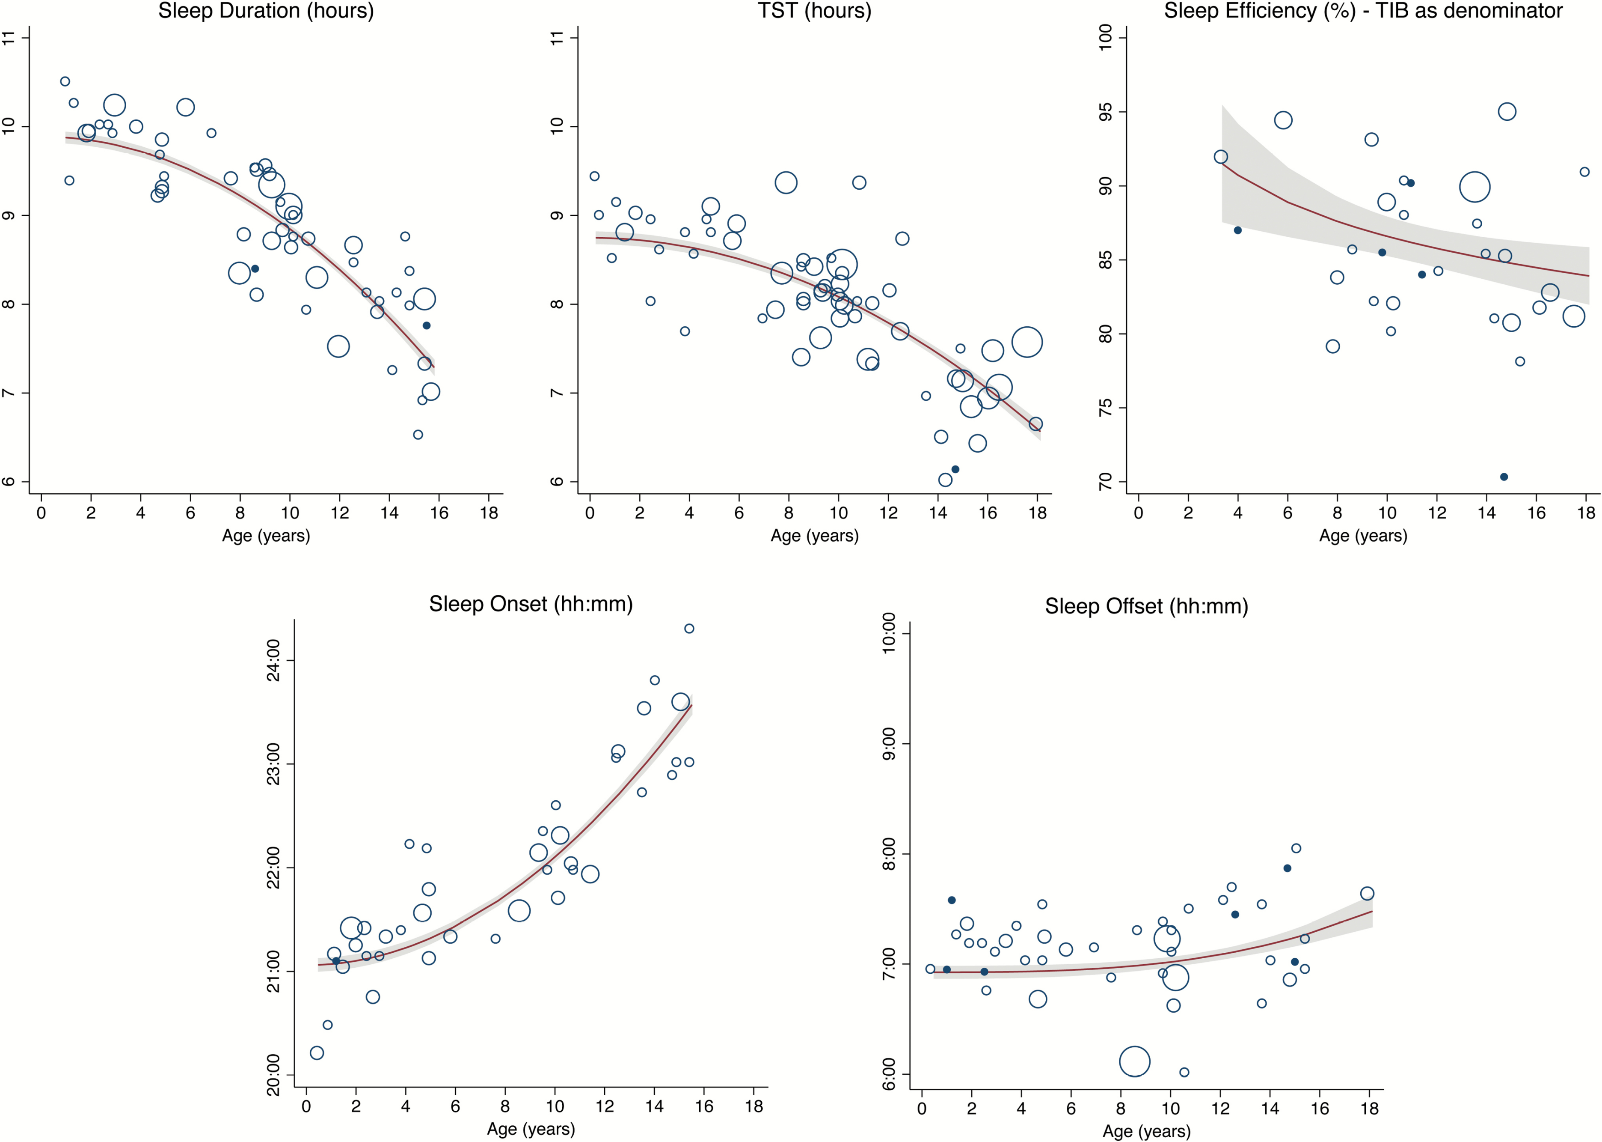 Sleep Duration (hours)
11
10
9
8
7
6
0 2 4 6 8 10 12 14 16 18
Age (years)
TST (hours)
11
10
9
8
7
6
0 2 4 6 8 10 12 14 16 18
Age (years)
Sleep Efficiency (%) - TIB as denominator
100
95
90
85
80
75
70
0 2 4 6 8 10 12 14 16 18
Age (years)
Sleep Onset (hh:mm)
24:00
23:00
22:00
21:00
20:00
0 2 4 6 8 10 12 14 16 18
Age (years)
Sleep Offset (hh:mm)
10:00
9:00
8:00
7:00
6:00
0 2 4 6 8 10 12 14 16 18
Age (years)